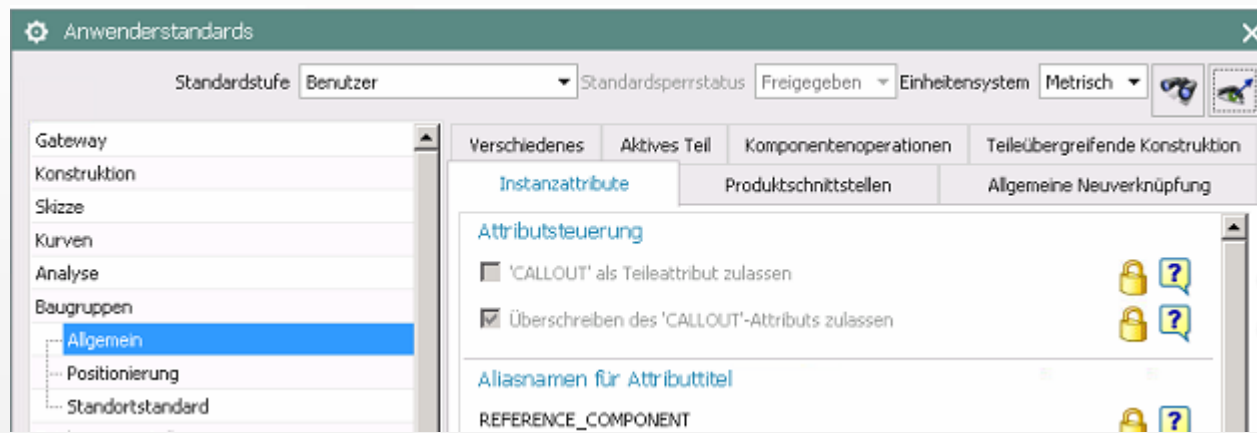 Anwenderstandards
Standardstufe Benutzer Standardsperrstatus Freigegeben Einheitensystem Metrisch
Gateway
Konstruktion
Skizze
Kurven
Analyse
Baugruppen
Allgemein
Positionierung
Standortstandard
Verschiedenes Aktives Teil Komponentenoperationen Teileübergreifende Konstruktion
Instanzattribute Produktschnittstellen Allgemeine Neuverknüpfung
Attributsteuerung
'CALLOUT' als Teileattribut zulassen
Überschreiben des 'CALLOUT'-Attributs zulassen
Aliasnamen für Attributtitel
REFERENCE_COMPONENT